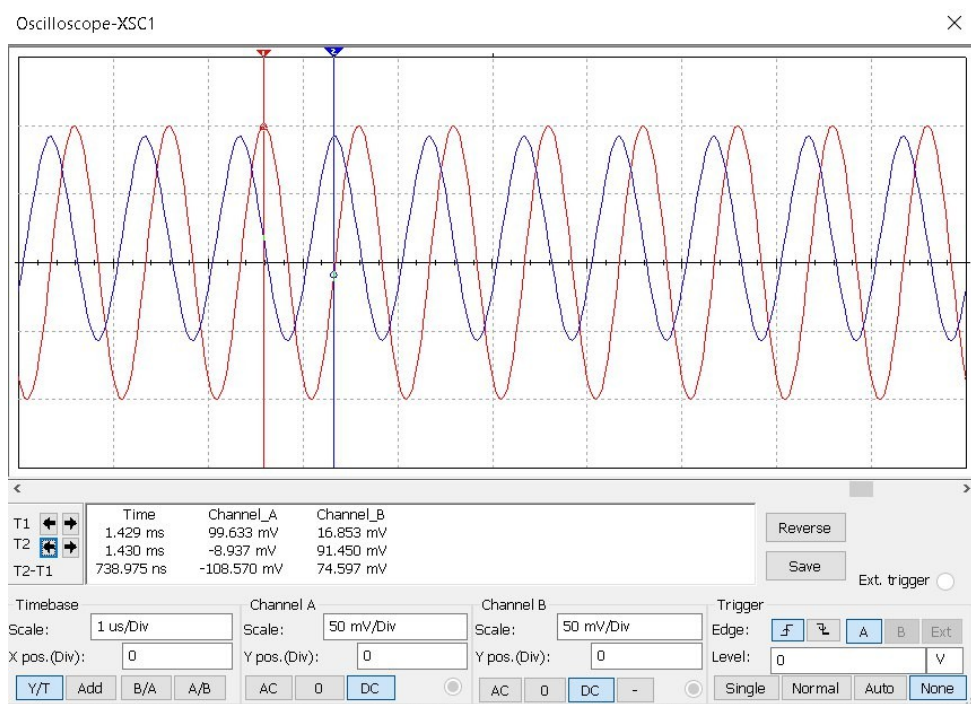 Oscilloscope-XSC1
1 2
Time Channel_A Channel_B
T1 1.429 ms 99.633 mV 16.853 mV
T2 1.430 ms -8.937 mV 91.450 mV
T2-T1 738.975 ns -108.570 mV 74.597 mV
Reverse
Save
Ext. trigger
Timebase Channel A Channel B Trigger
Scale: 1 us/Div Scale: 50 mV/Div Scale: 50 mV/Div Edge: A B Ext
X pos.(Div): 0 Y pos.(Div): 0 Y pos.(Div): 0 Level: 0 V
Y/T Add B/A A/B AC 0 DC AC 0 DC - Single Normal Auto None